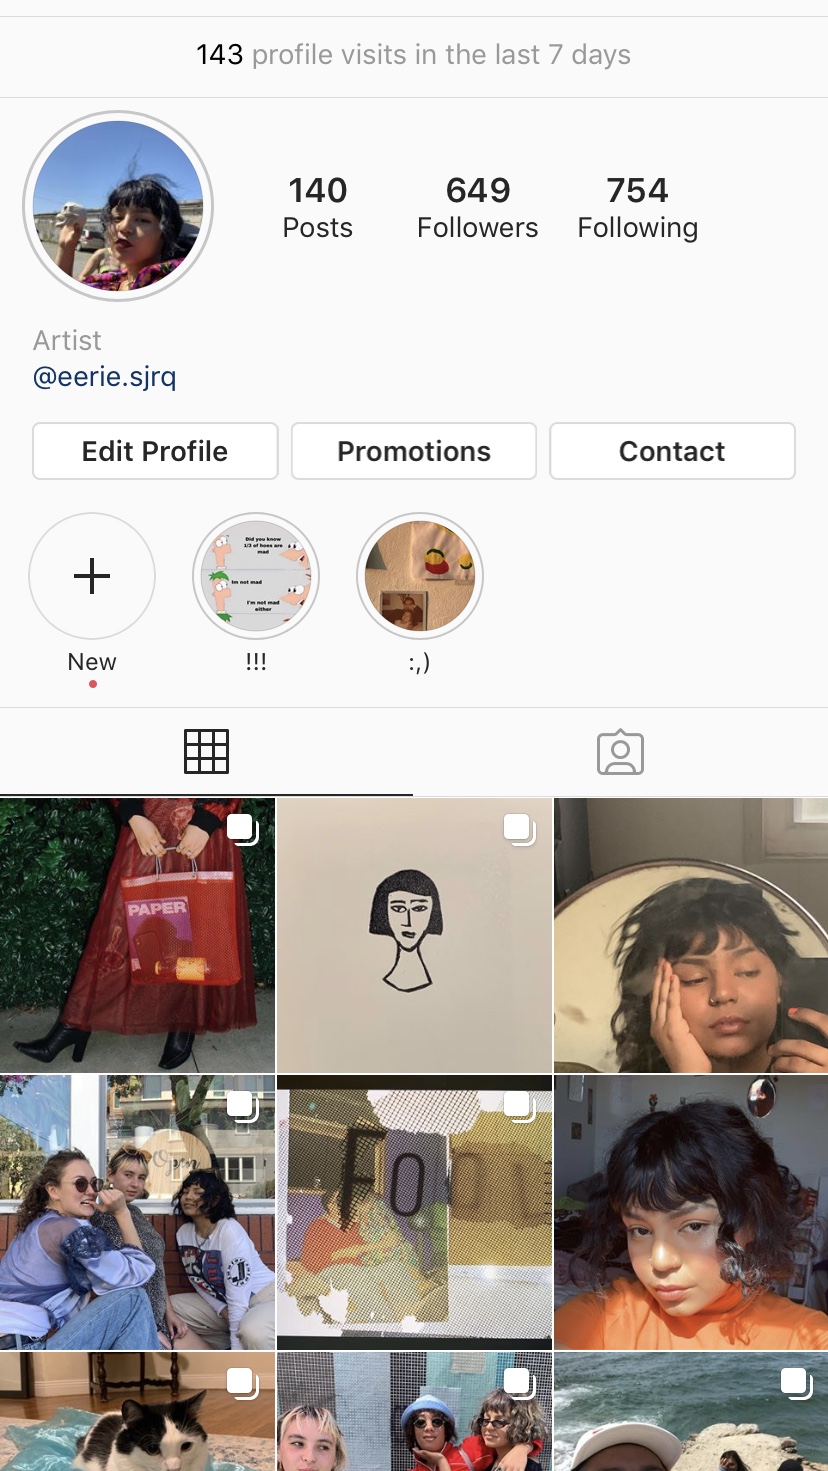 143 profile visits in the last 7 days
140 649 754
Posts Followers Following
Artist
@eerie.sjrq
Edit Profile Promotions Contact
Did you know
1/3 of hoes are
mad
Im not mad
I'm not mad
either
New !!! :,)
PAPER
Open
FOOD